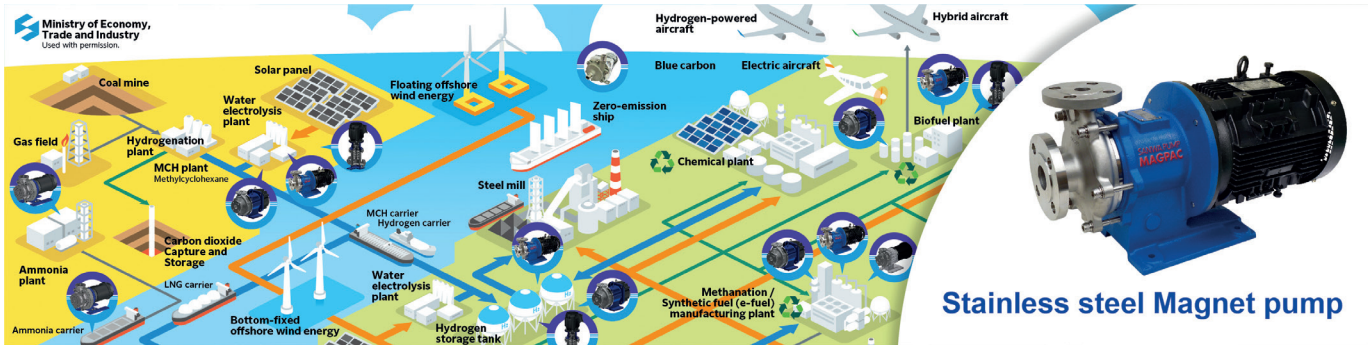 Ministry of Economy,
Trade and Industry
Used with permission.
Coal mine
Solar panel
Gas field
Hydrogenation
plant
Water
electrolysis
plant
MCH plant
Methylcyclohexane
Ammonia
plant
Carbon dioxide
Capture and
Storage
LNG carrier
Ammonia carrier
Floating offshore
wind energy
Zero-emission
ship
Hydrogen-powered
aircraft
Hybrid aircraft
Blue carbon
Electric aircraft
Biofuel plant
Chemical plant
Steel mill
MCH carrier
Hydrogen carrier
Bottom-fixed
offshore wind energy
Water
electrolysis
plant
Hydrogen
storage tank
Methanation /
Synthetic fuel (e-fuel)
manufacturing plant
MAGPAC
Stainless steel Magnet pump